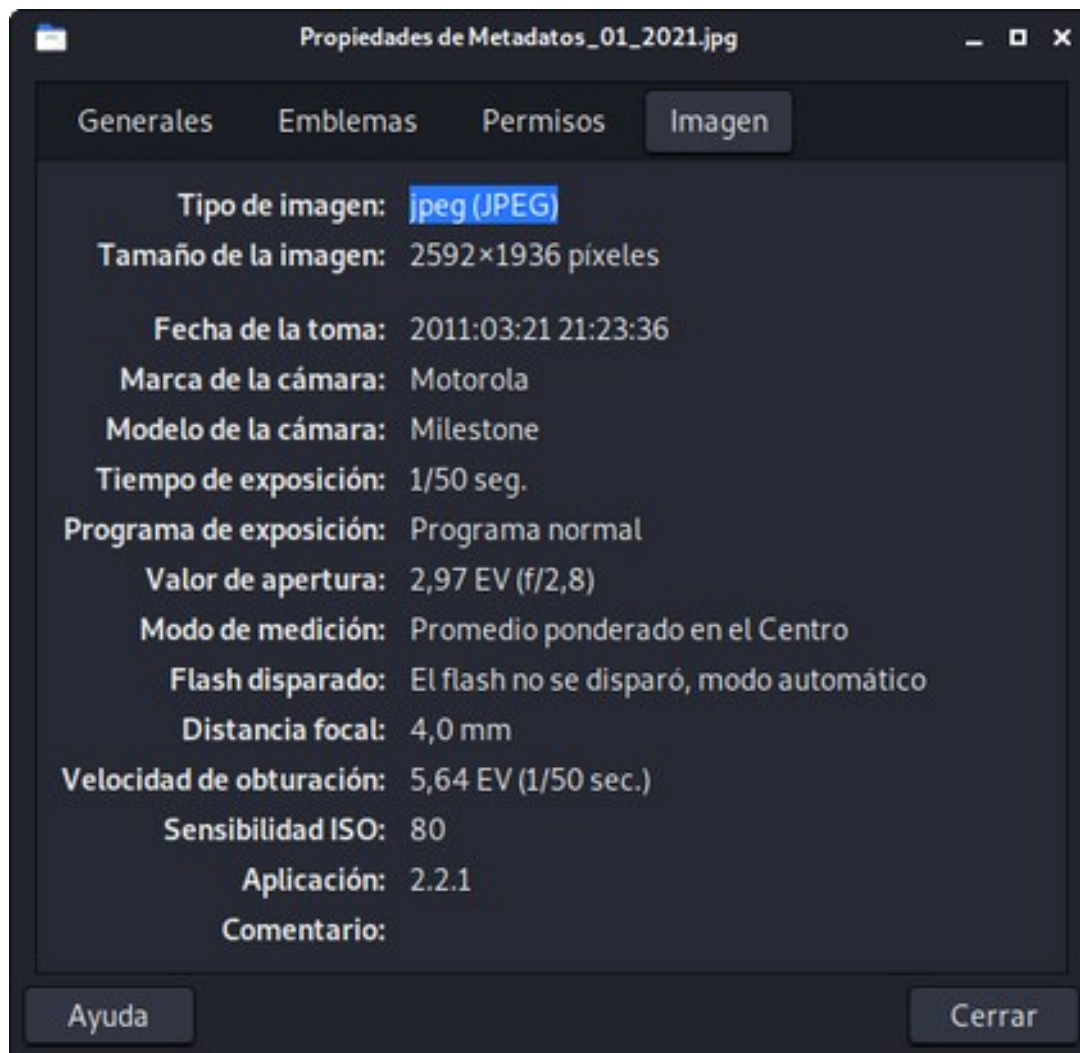 Propiedades de Metadatos_01_2021.jpg
Generales Emblemas Permisos Imagen
Tipo de imagen: jpeg (JPEG)
Tamaño de la imagen: 2592×1936 píxeles
Fecha de la toma: 2011:03:21 21:23:36
Marca de la cámara: Motorola
Modelo de la cámara: Milestone
Tiempo de exposición: 1/50 seg.
Programa de exposición: Programa normal
Valor de apertura: 2,97 EV (f/2,8)
Modo de medición: Promedio ponderado en el Centro
Flash disparado: El flash no se disparó, modo automático
Distancia focal: 4,0 mm
Velocidad de obturación: 5,64 EV (1/50 sec.)
Sensibilidad ISO: 80
Aplicación: 2.2.1
Comentario:
Ayuda Cerrar